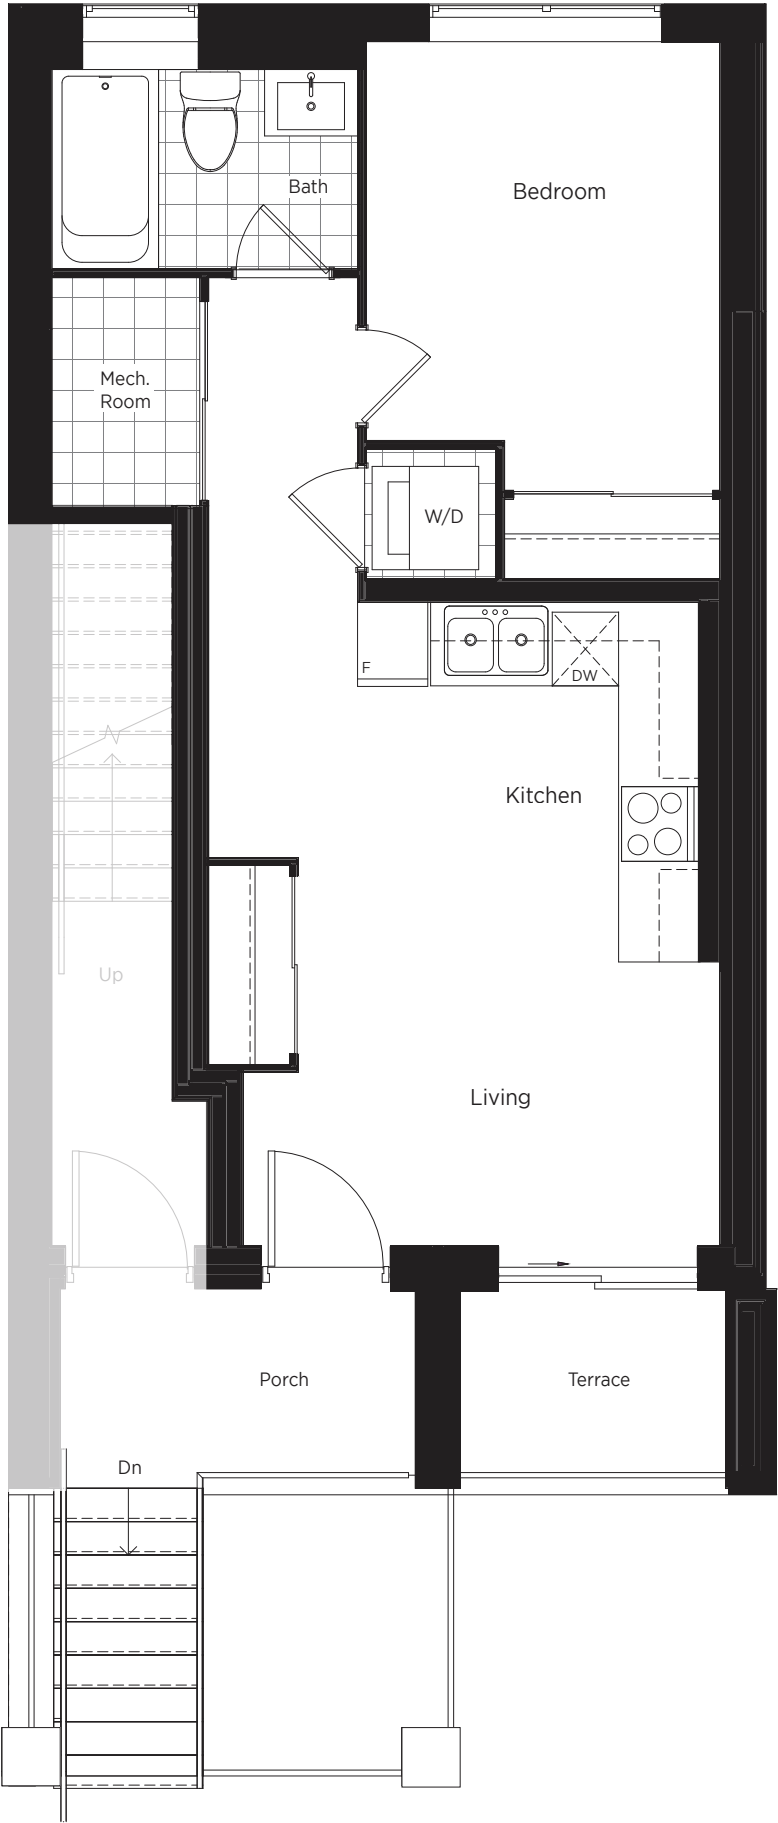 Bath
Bedroom
Mech.
Room
W/D
F
DW
Kitchen
Up
Living
Porch
Terrace
Dn